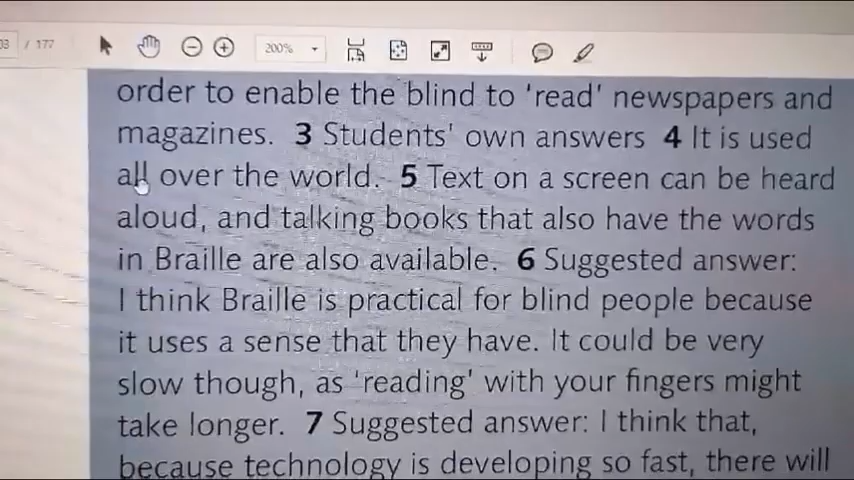 03 / 177 200%
order to enable the blind to 'read' newspapers and
magazines. 3 Students' own answers 4 It is used
all over the world. 5 Text on a screen can be heard
aloud, and talking books that also have the words
in Braille are also available. 6 Suggested answer:
I think Braille is practical for blind people because
it uses a sense that they have. It could be very
slow though, as 'reading' with your fingers might
take longer. 7 Suggested answer: I think that,
because technology is developing so fast, there will